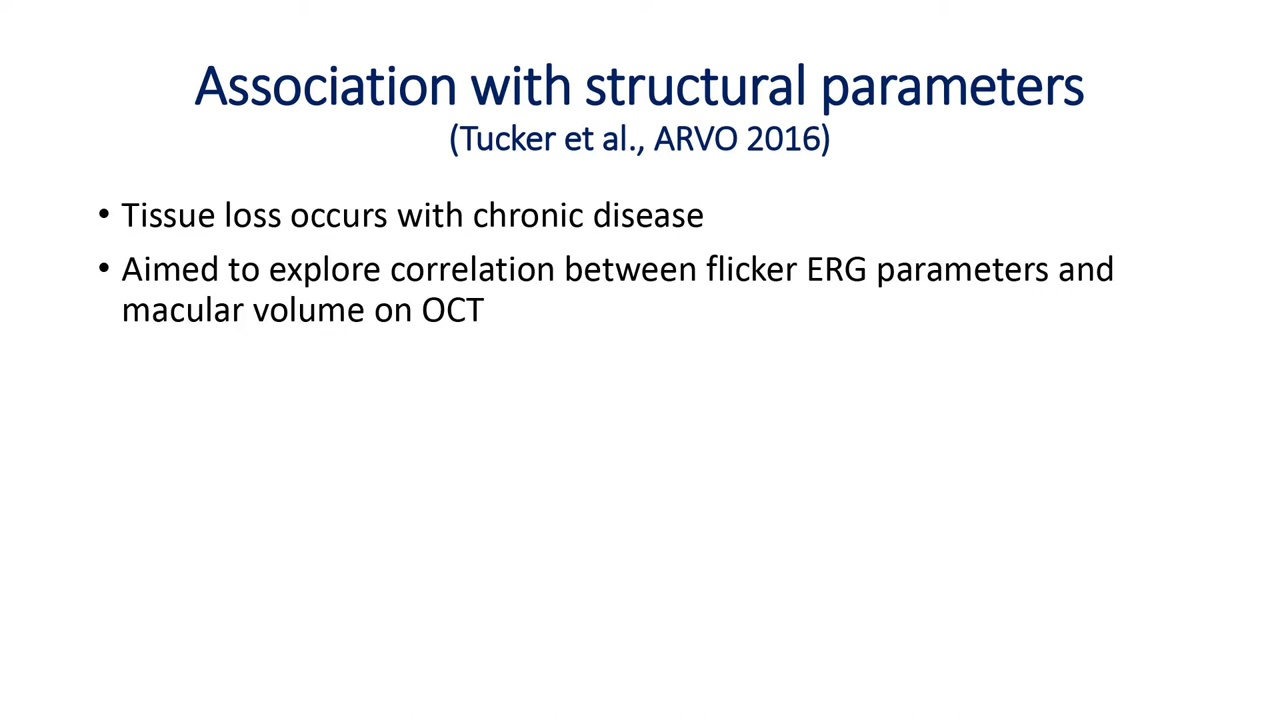 Association with structural parameters
(Tucker et al., ARVO 2016)
• Tissue loss occurs with chronic disease
• Aimed to explore correlation between flicker ERG parameters and
macular volume on OCT